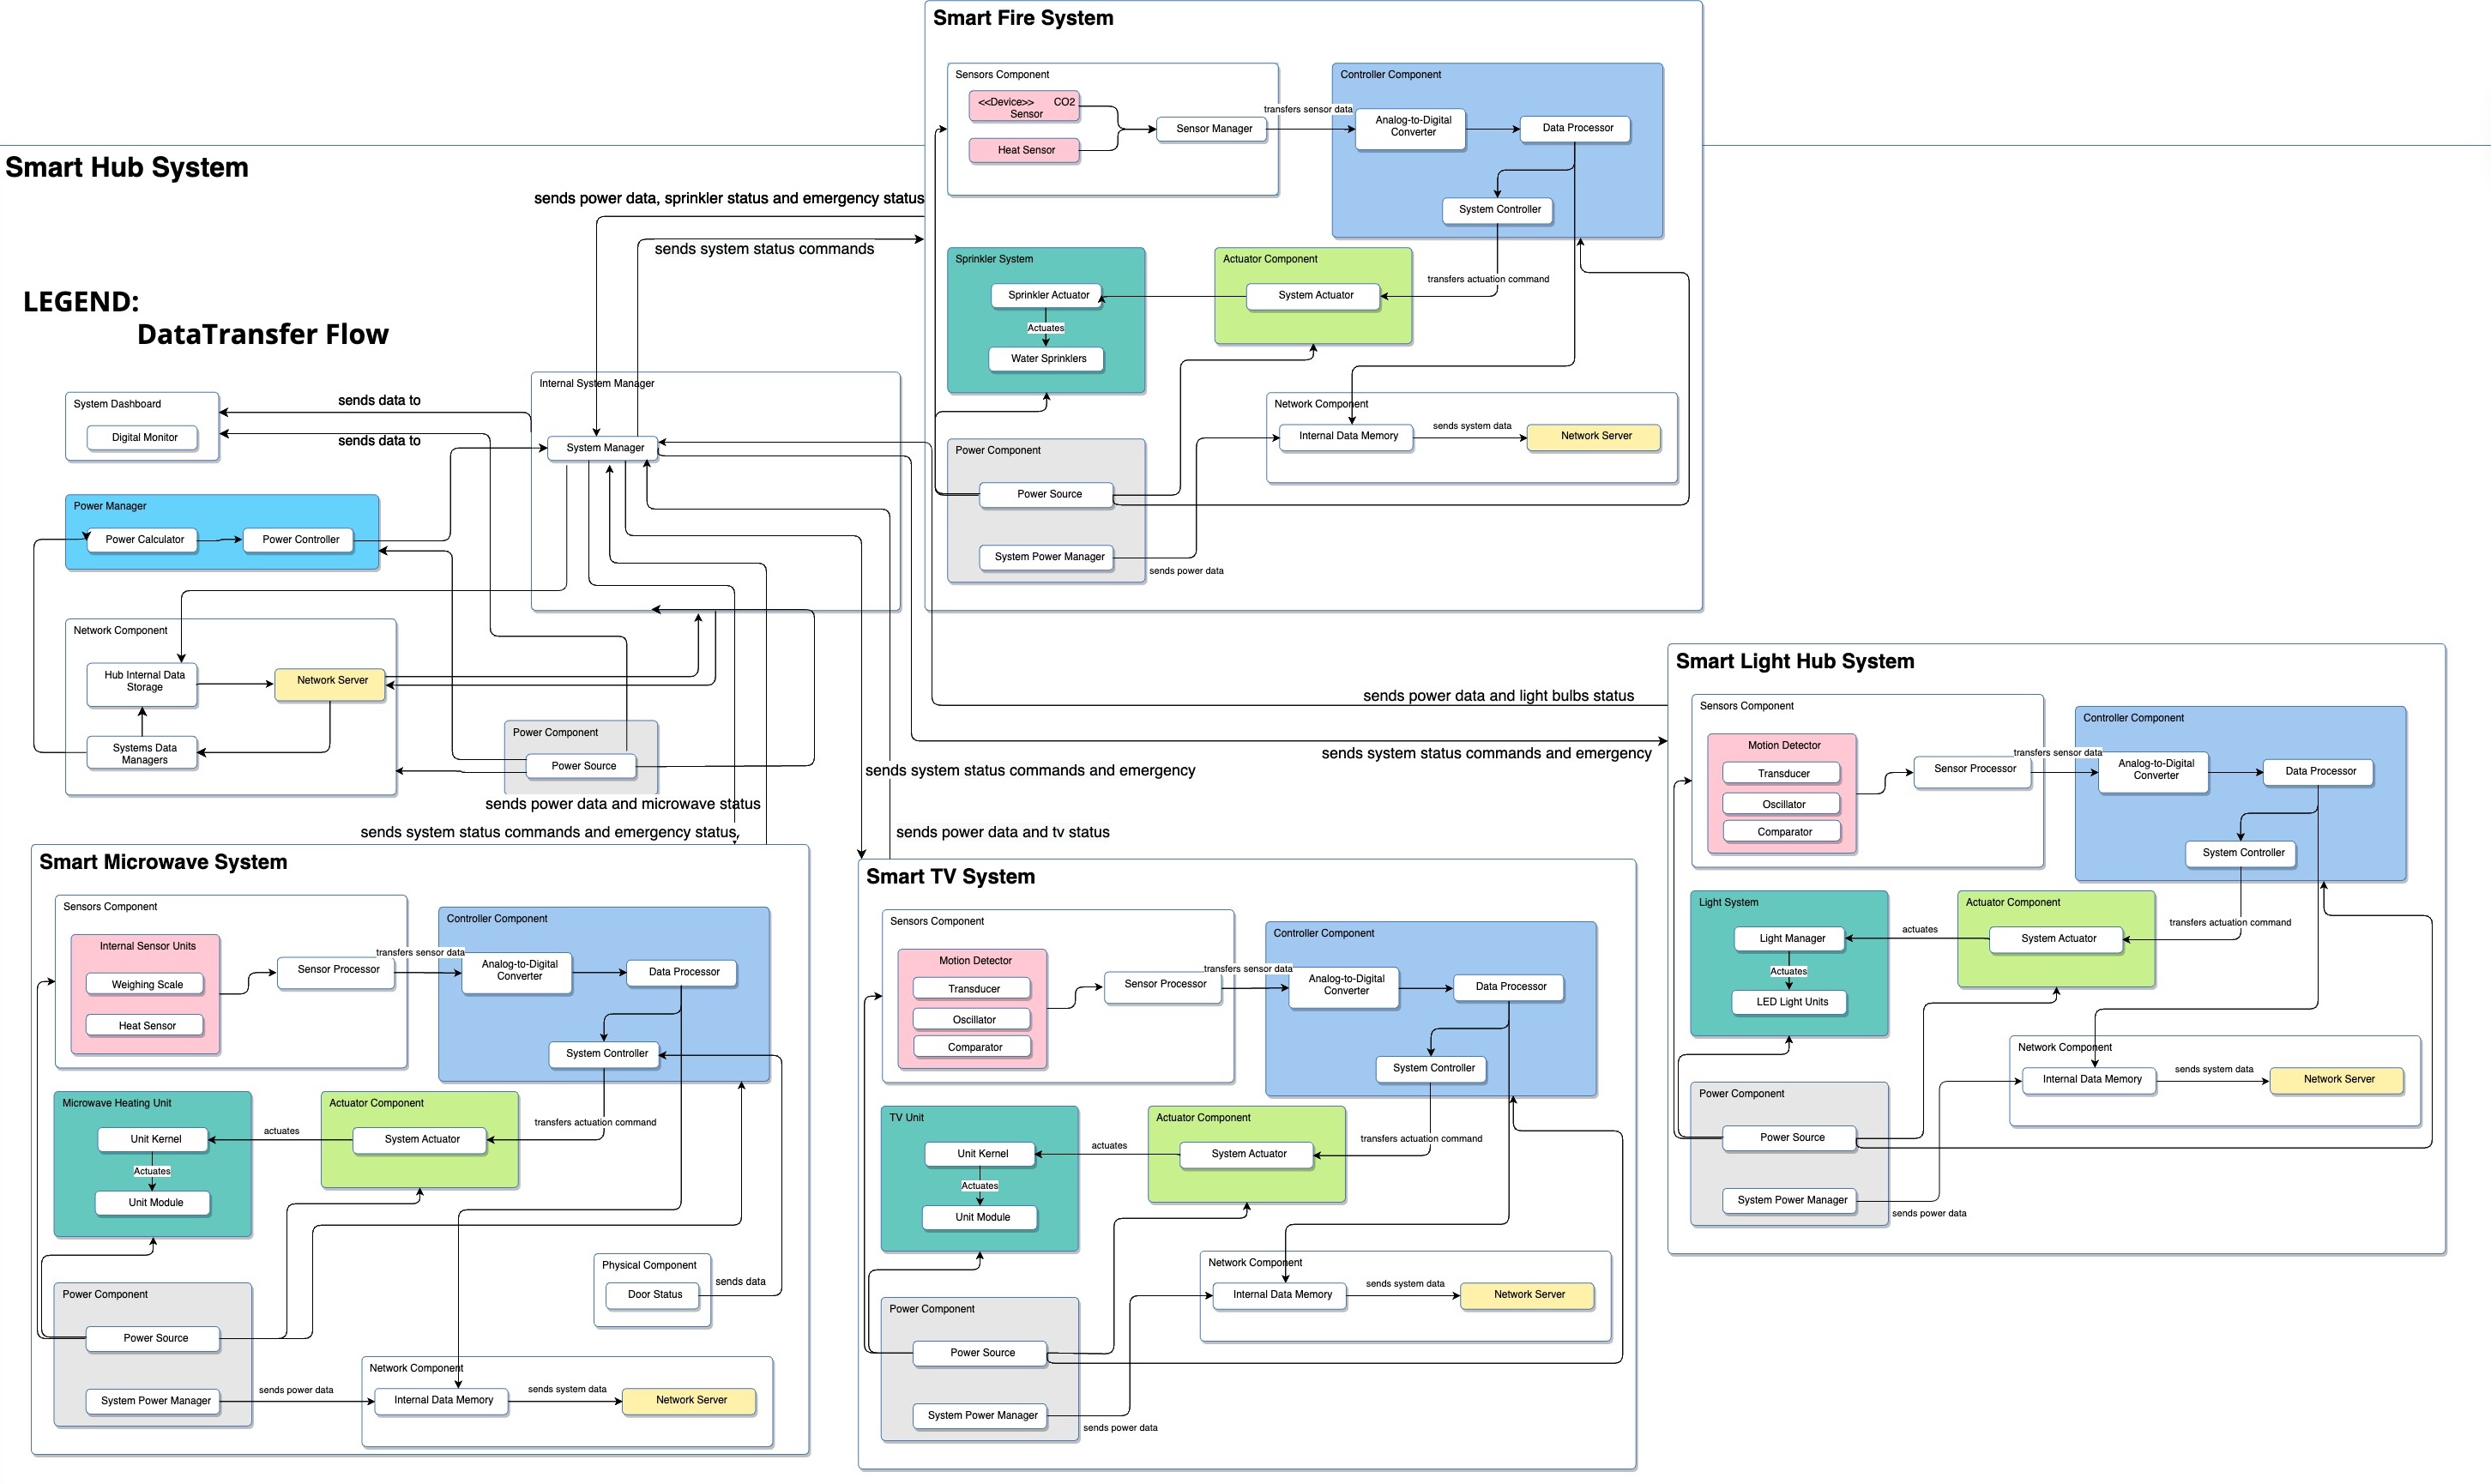 Smart Fire System
Sensors Component
<<Device>> CO2
Sensor
Heat Sensor
Sensor Manager
transfers sensor data
Controller Component
Analog-to-Digital
Converter
Data Processor
System Controller
Sprinkler System
Sprinkler Actuator
Actuates
Water Sprinklers
Actuator Component
System Actuator
transfers actuation command
Network Component
Internal Data Memory
sends system data
Network Server
Power Component
Power Source
System Power Manager
sends power data
Smart Hub System
sends power data, sprinkler status and emergency status
sends system status commands
LEGEND:
DataTransfer Flow
System Dashboard
Digital Monitor
sends data to
sends data to
Internal System Manager
System Manager
Power Manager
Power Calculator
Power Controller
Network Component
Hub Internal Data
Storage
Network Server
Systems Data
Managers
Power Component
Power Source
sends power data and microwave status
sends system status commands and emergency status,
sends system status commands and emergency
sends power data and tv status
sends power data and light bulbs status
sends system status commands and emergency
Smart Light Hub System
Sensors Component
Motion Detector
Transducer
Oscillator
Comparator
Sensor Processor
transfers sensor data
Controller Component
Analog-to-Digital
Converter
Data Processor
System Controller
Light System
Light Manager
Actuates
LED Light Units
actuates
Actuator Component
System Actuator
transfers actuation command
Network Component
Internal Data Memory
sends system data
Network Server
Power Component
Power Source
System Power Manager
sends power data
Smart Microwave System
Sensors Component
Internal Sensor Units
Weighing Scale
Heat Sensor
Sensor Processor
transfers sensor data
Controller Component
Analog-to-Digital
Converter
Data Processor
System Controller
Microwave Heating Unit
Unit Kernel
Actuates
Unit Module
actuates
Actuator Component
System Actuator
transfers actuation command
Physical Component
Door Status
sends data
Power Component
Power Source
System Power Manager
sends power data
Network Component
Internal Data Memory
sends system data
Network Server
Smart TV System
Sensors Component
Motion Detector
Transducer
Oscillator
Comparator
Sensor Processor
transfers sensor data
Controller Component
Analog-to-Digital
Converter
Data Processor
System Controller
TV Unit
Unit Kernel
Actuates
Unit Module
actuates
Actuator Component
System Actuator
transfers actuation command
Network Component
Internal Data Memory
sends system data
Network Server
Power Component
Power Source
System Power Manager
sends power data